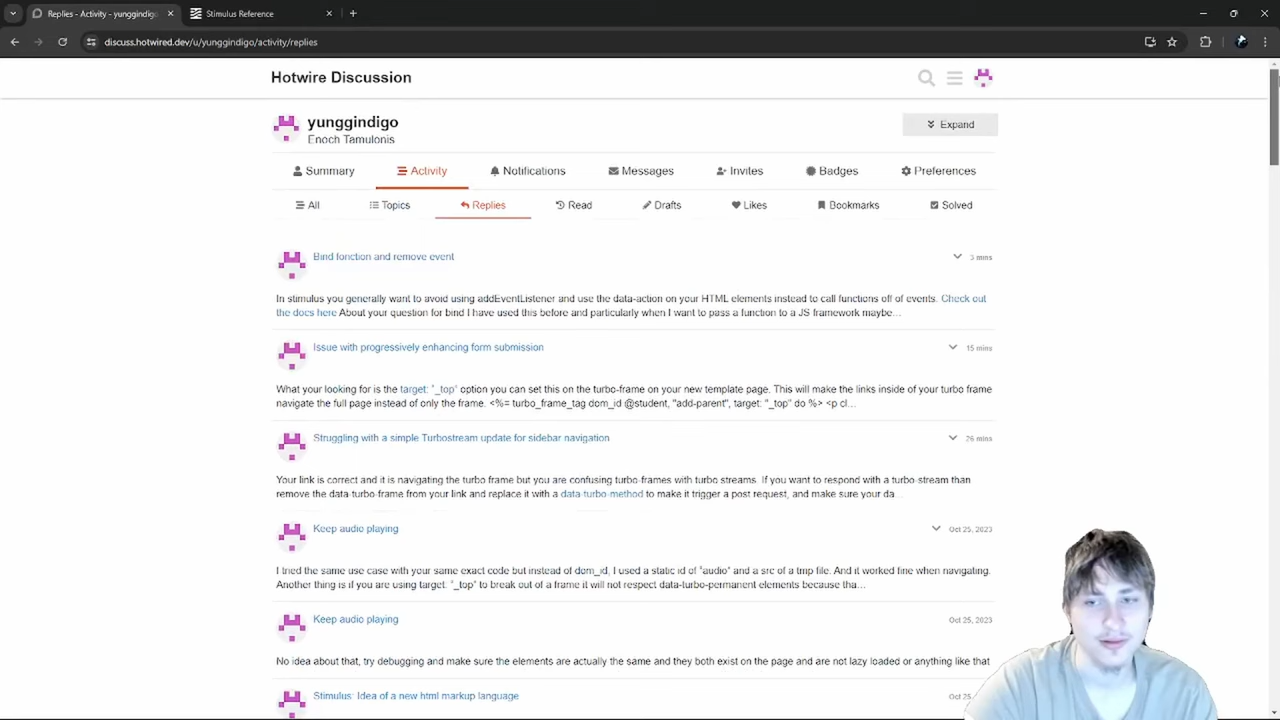 Replies - Activity - yunggindigo
Stimulus Reference
discuss.hotwired.dev/u/yunggindigo/activity/replies
Hotwire Discussion
yunggindigo
Enoch Tamulonis
Expand
Summary
Activity
Notifications
Messages
Invites
Badges
Preferences
All
Topics
Replies
Read
Drafts
Likes
Bookmarks
Solved
Bind fonction and remove event
3 mins
In stimulus you generally want to avoid using addEventListener and use the data-action on your HTML elements instead to call functions off of events. Check out
the docs here About your question for bind I have used this before and particularly when I want to pass a function to a JS framework maybe...
Issue with progressively enhancing form submission
15 mins
What your looking for is the target: "_top" option you can set this on the turbo-frame on your new template page. This will make the links inside of your turbo frame
navigate the full page instead of only the frame. <%= turbo_frame_tag dom_id @student, "add-parent", target: "_top" do %> <p cl...
Struggling with a simple Turbostream update for sidebar navigation
26 mins
Your link is correct and it is navigating the turbo frame but you are confusing turbo-frames with turbo streams. If you want to respond with a turbo-stream than
remove the data-turbo-frame from your link and replace it with a data-turbo-method to make it trigger a post request, and make sure your da...
Keep audio playing
Oct 25, 2023
I tried the same use case with your same exact code but instead of dom_id, I used a static id of "audio" and a src of a tmp file. And it worked fine when navigating.
Another thing is if you are using target: "_top" to break out of a frame it will not respect data-turbo-permanent elements because tha...
Keep audio playing
Oct 25, 2023
No idea about that, try debugging and make sure the elements are actually the same and they both exist on the page and are not lazy loaded or anything like that
Stimulus: Idea of a new html markup language
Oct 25,